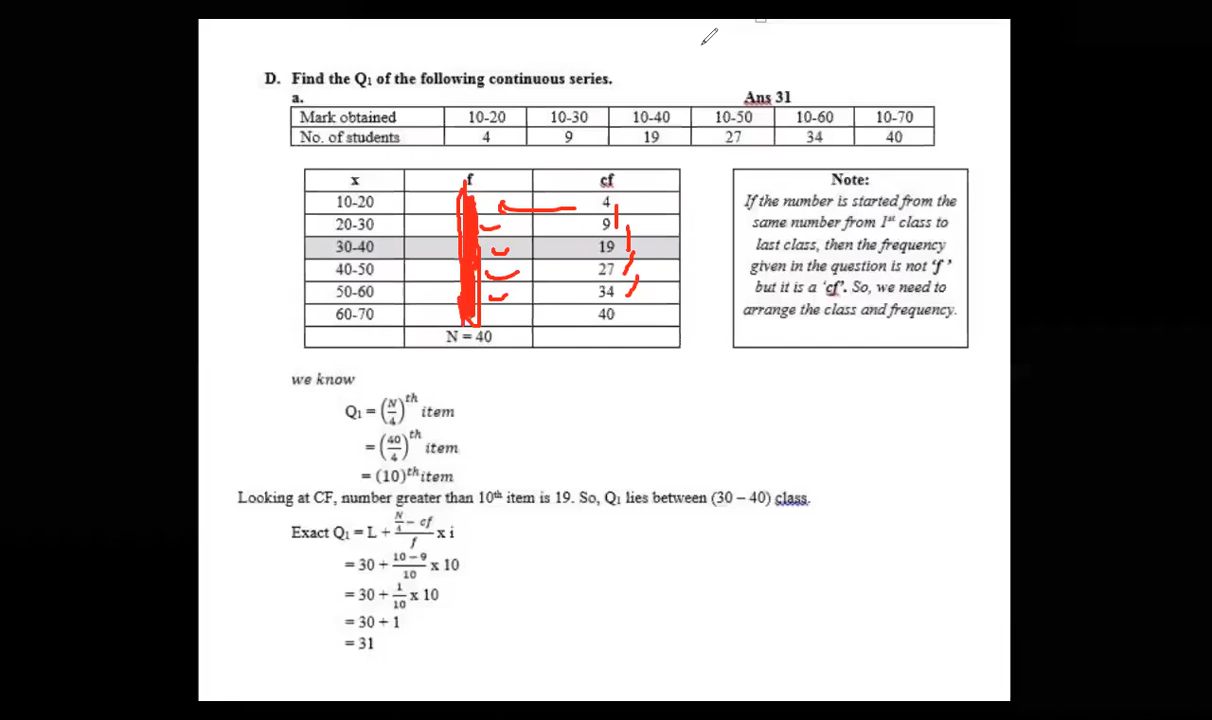 D. Find the Q₁ of the following continuous series.
a. Ans 31
Mark obtained 10-20 10-30 10-40 10-50 10-60 10-70
No. of students 4 9 19 27 34 40
x f cf
10-20 4
20-30 9
30-40 19
40-50 27
50-60 34
60-70 40
N = 40
Note:
If the number is started from the
same number from 1ˢᵗ class to
last class, then the frequency
given in the question is not 'f '
but it is a 'cf'. So, we need to
arrange the class and frequency.
we know
Q₁ = (N/4)ᵗʰ item
= (40/4)ᵗʰ item
= (10)ᵗʰ item
Looking at CF, number greater than 10ᵗʰ item is 19. So, Q₁ lies between (30 – 40) class.
Exact Q₁ = L + (N/4 – cf)/f x i
= 30 + (10 – 9)/10 x 10
= 30 + 1/10 x 10
= 30 + 1
= 31